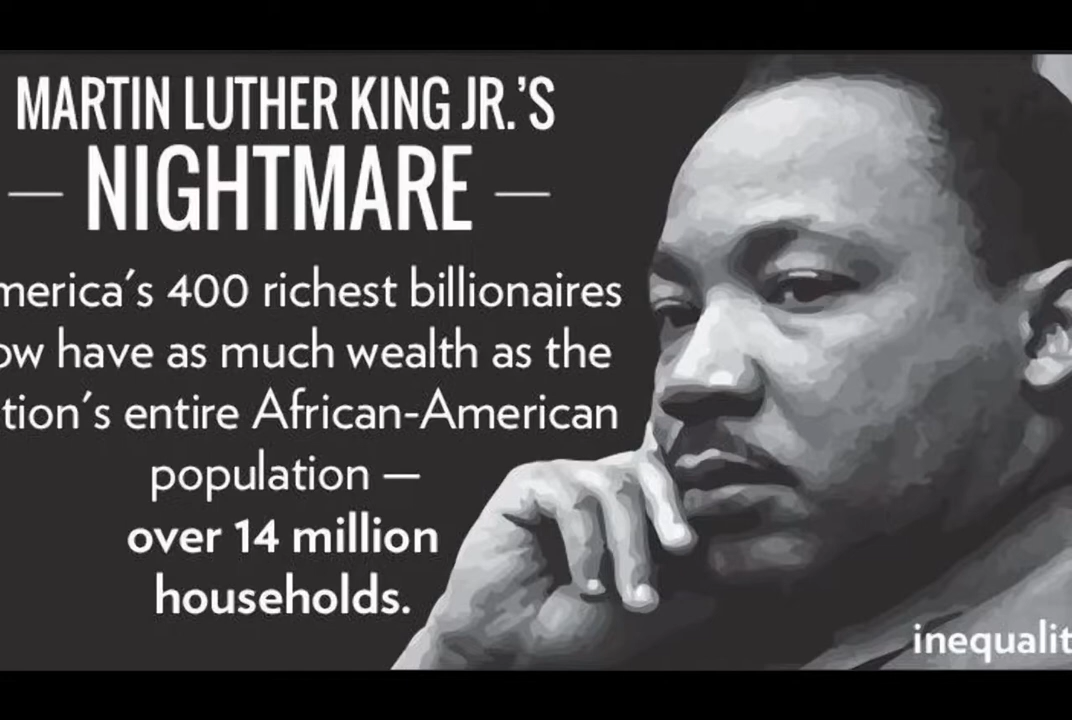 MARTIN LUTHER KING JR.'S
— NIGHTMARE —
merica's 400 richest billionaires
ow have as much wealth as the
tion's entire African-American
population —
over 14 million
households.
inequalit